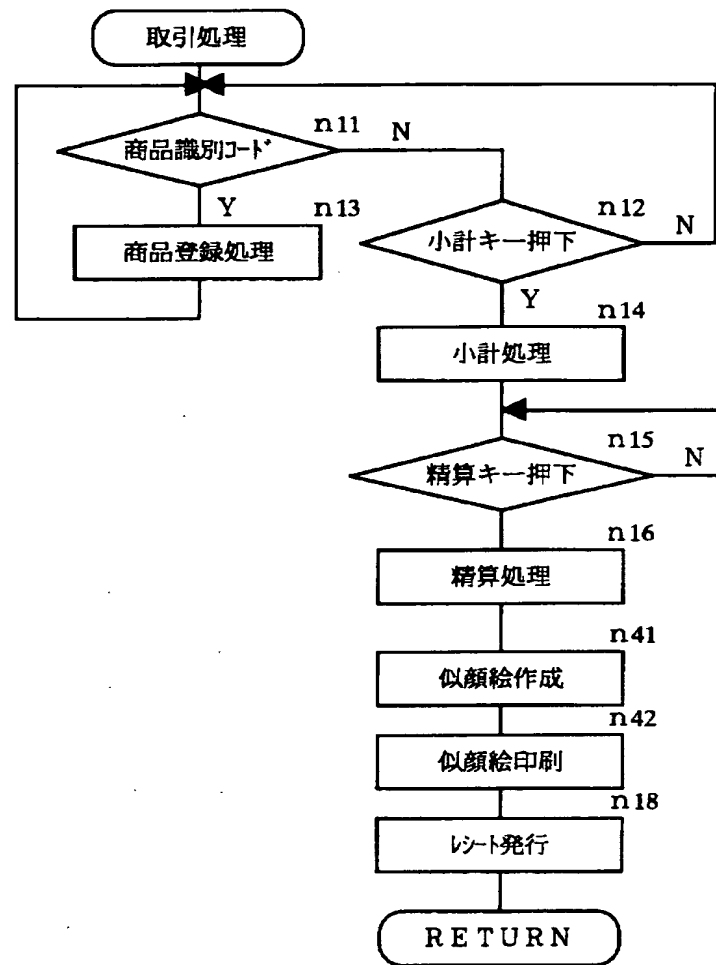 取引処理
n11
商品識別コード
N
Y
n13
商品登録処理
n12
小計キー押下
N
Y
n14
小計処理
n15
精算キー押下
N
n16
精算処理
n41
似顔絵作成
n42
似顔絵印刷
n18
レシート発行
RETURN